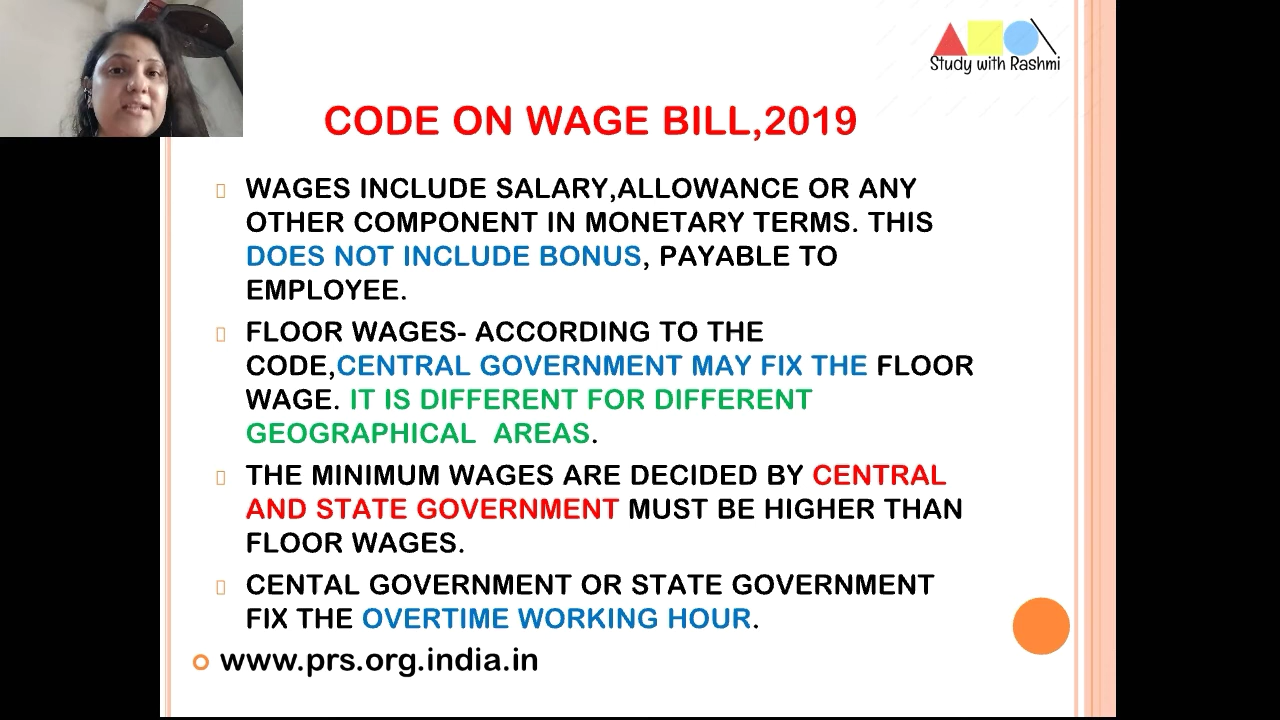 Study with Rashmi
CODE ON WAGE BILL,2019
WAGES INCLUDE SALARY,ALLOWANCE OR ANY
OTHER COMPONENT IN MONETARY TERMS. THIS
DOES NOT INCLUDE BONUS, PAYABLE TO
EMPLOYEE.
FLOOR WAGES- ACCORDING TO THE
CODE,CENTRAL GOVERNMENT MAY FIX THE FLOOR
WAGE. IT IS DIFFERENT FOR DIFFERENT
GEOGRAPHICAL AREAS.
THE MINIMUM WAGES ARE DECIDED BY CENTRAL
AND STATE GOVERNMENT MUST BE HIGHER THAN
FLOOR WAGES.
CENTAL GOVERNMENT OR STATE GOVERNMENT
FIX THE OVERTIME WORKING HOUR.
www.prs.org.india.in